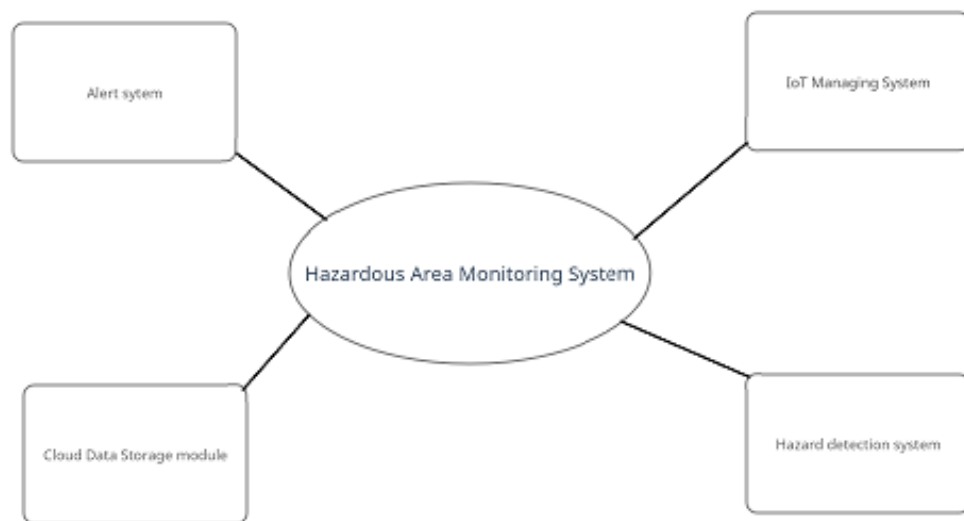 Alert sytem
IoT Managing System
Hazardous Area Monitoring System
Cloud Data Storage module
Hazard detection system